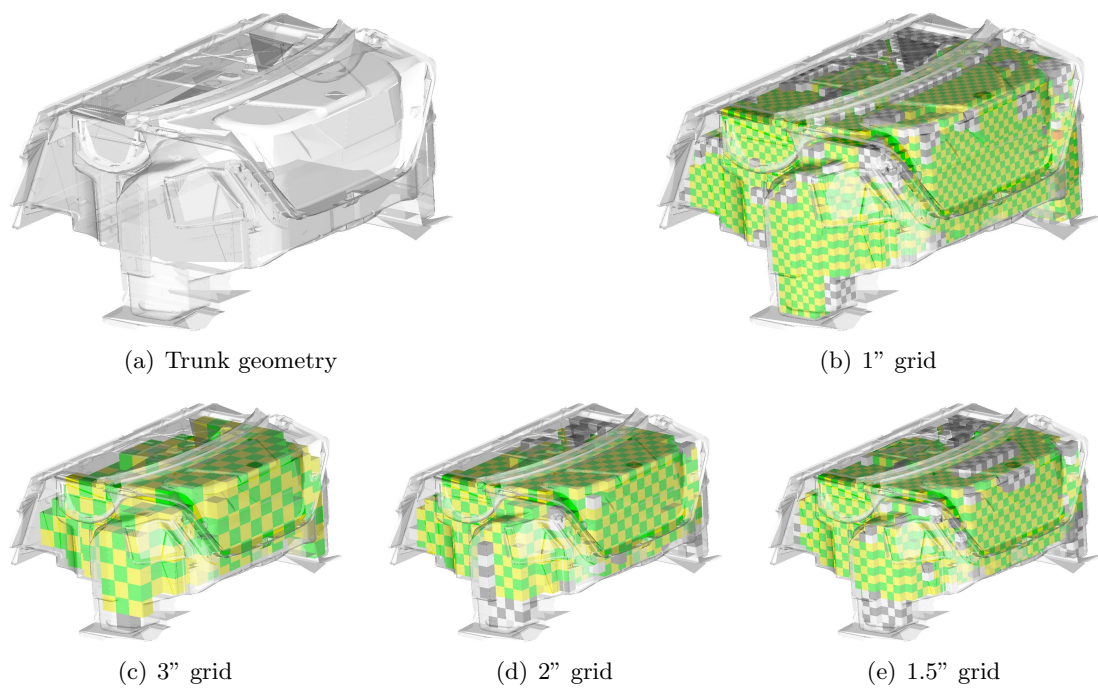 (a) Trunk geometry
(b) 1” grid
(c) 3” grid
(d) 2” grid
(e) 1.5” grid